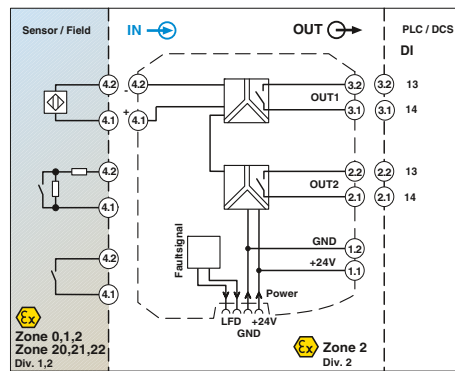 Sensor / Field
IN
OUT
PLC / DCS
DI
4.2
4.2
-
3.2
3.2
13
OUT1
4.1
+
4.1
3.1
3.1
14
4.2
2.2
2.2
13
OUT2
4.1
2.1
2.1
14
Faultsignal
GND
1.2
4.2
+24V
1.1
4.1
Power
LFD
+24V
GND
Ex
Zone 0,1,2
Zone 20,21,22
Div. 1,2
Ex
Zone 2
Div. 2